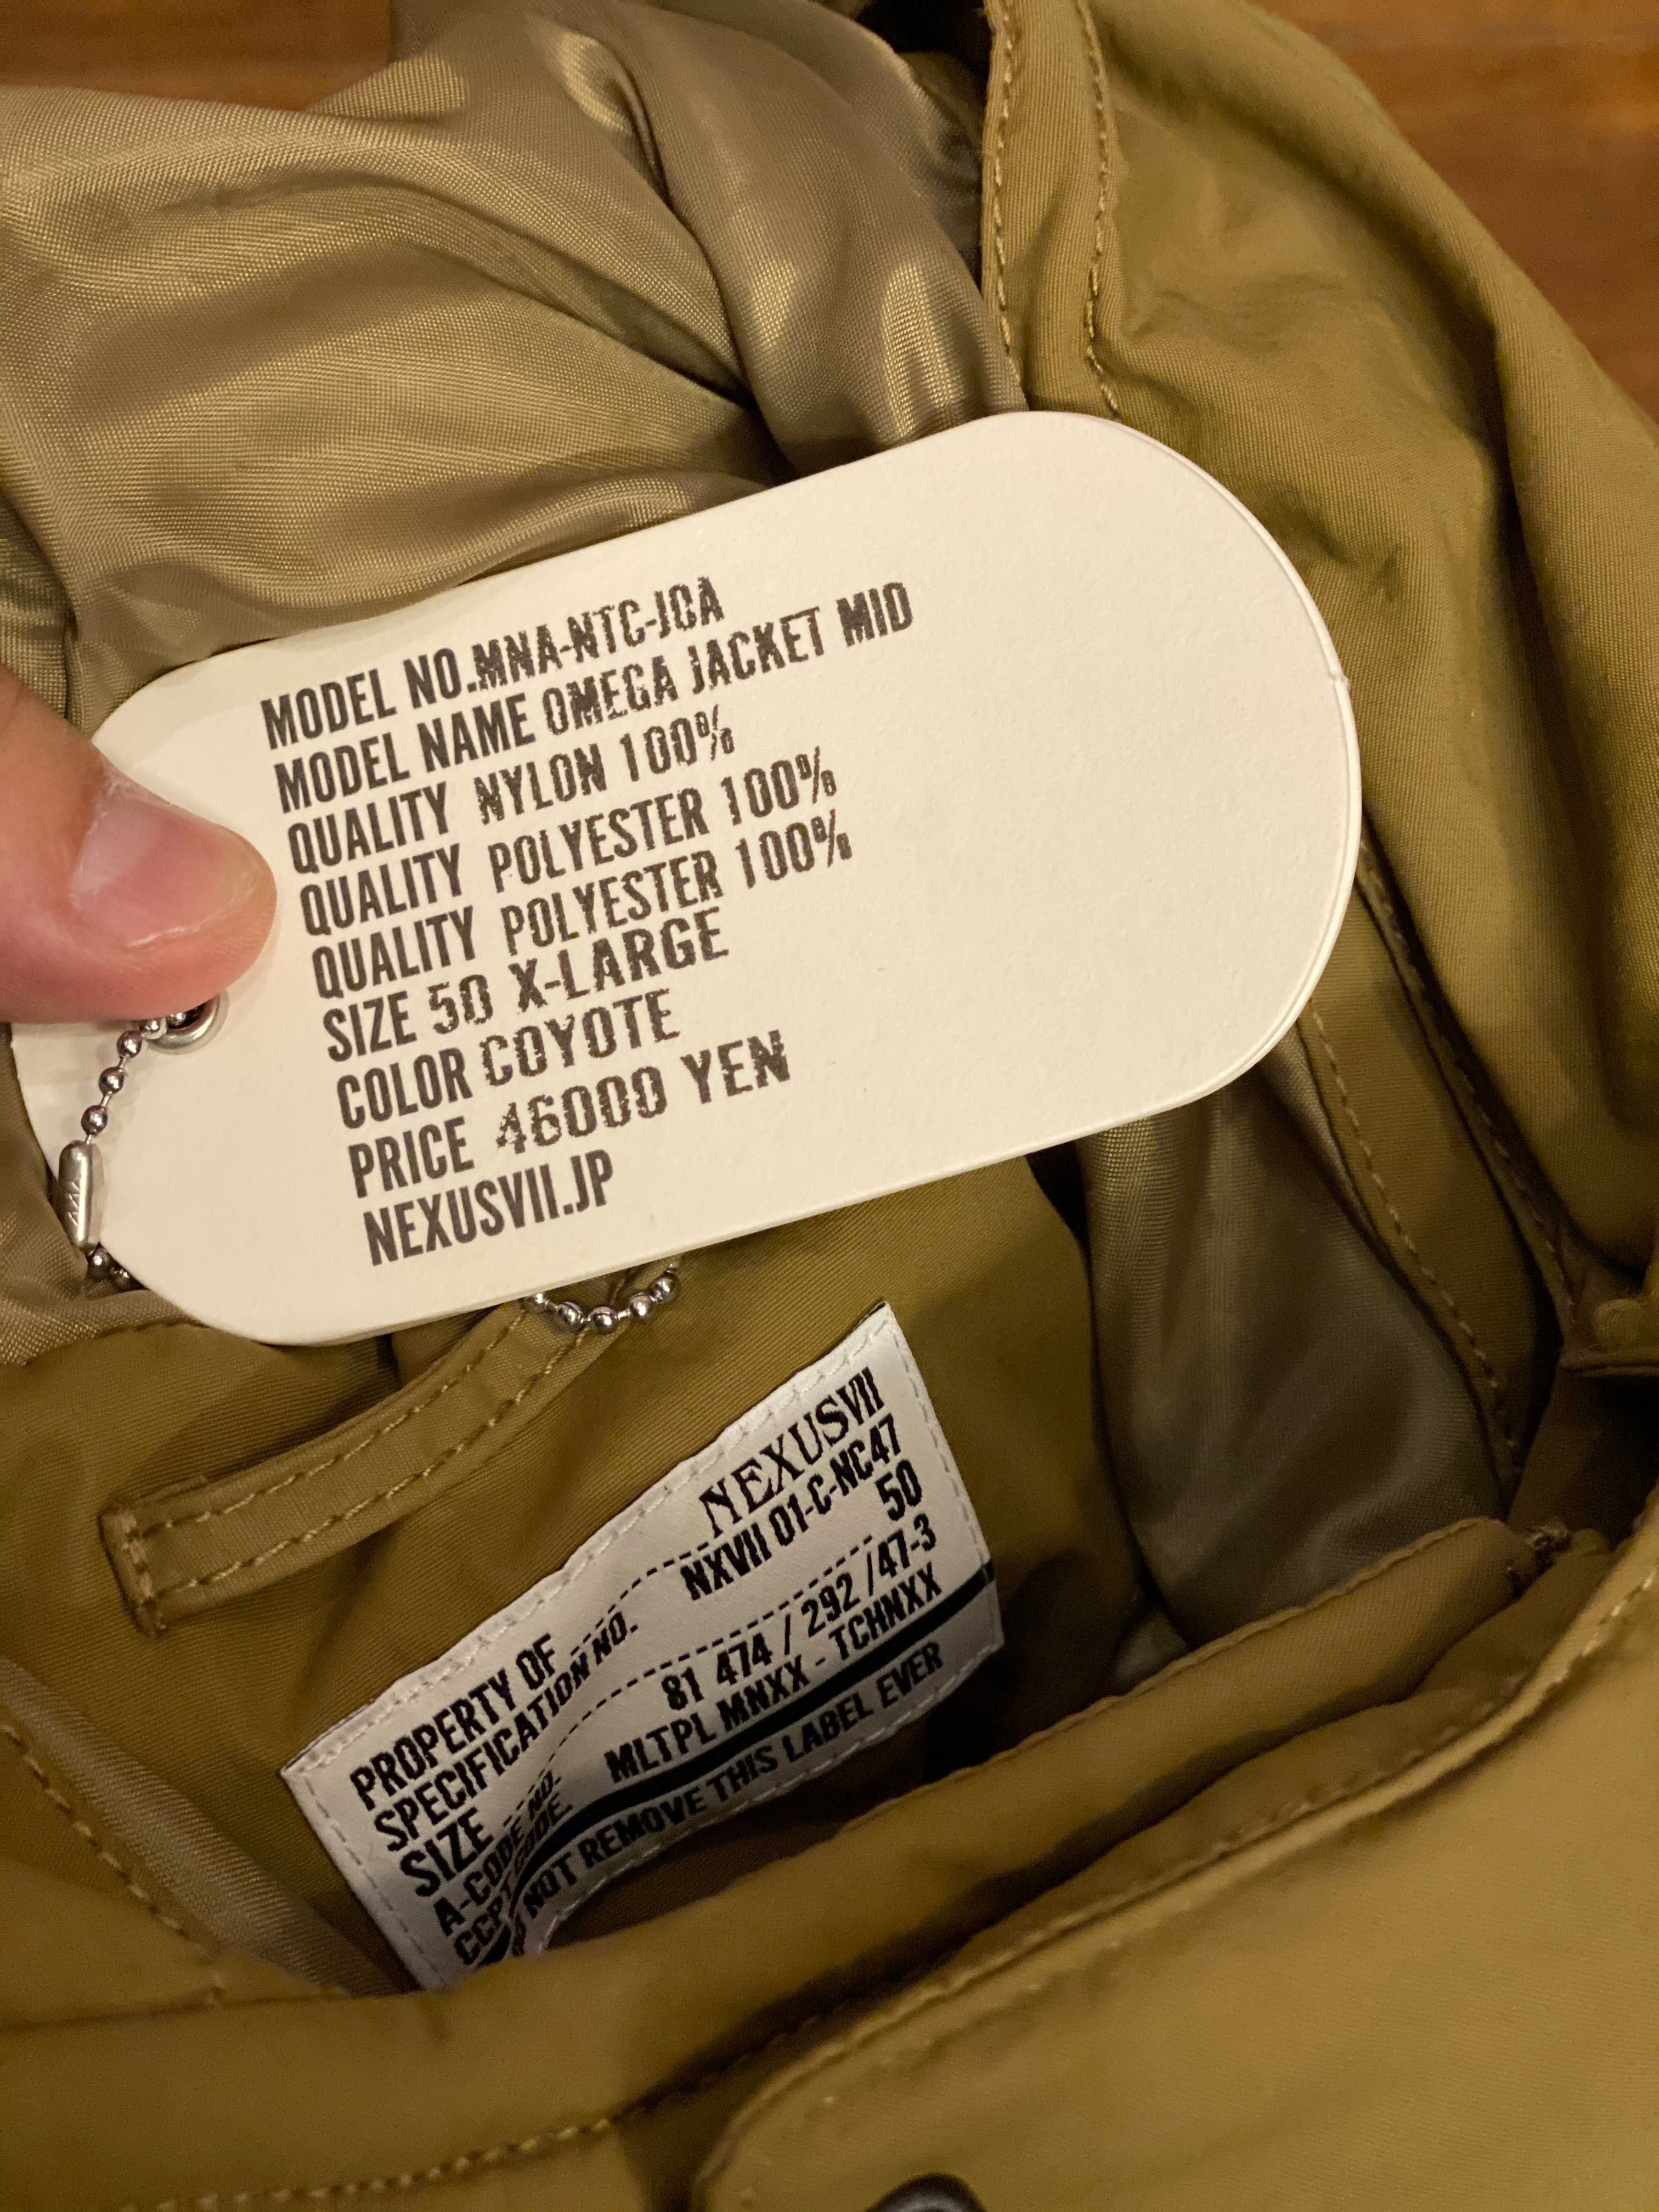 MODEL NO.MNA-NTC-JOA
MODEL NAME OMEGA JACKET MID
QUALITY NYLON 100%
QUALITY POLYESTER 100%
QUALITY POLYESTER 100%
SIZE 50 X-LARGE
COLOR COYOTE
PRICE 46000 YEN
NEXUSVII.JP
PROPERTY OF NEXUSVII
SPECIFICATION NO. NXVII 01-C-NC47
SIZE 50
A-CODE NO. 81 474 / 292 /47-3
CCPT CODE. MLTPL MNXX - TCHNXX
DO NOT REMOVE THIS LABEL EVER